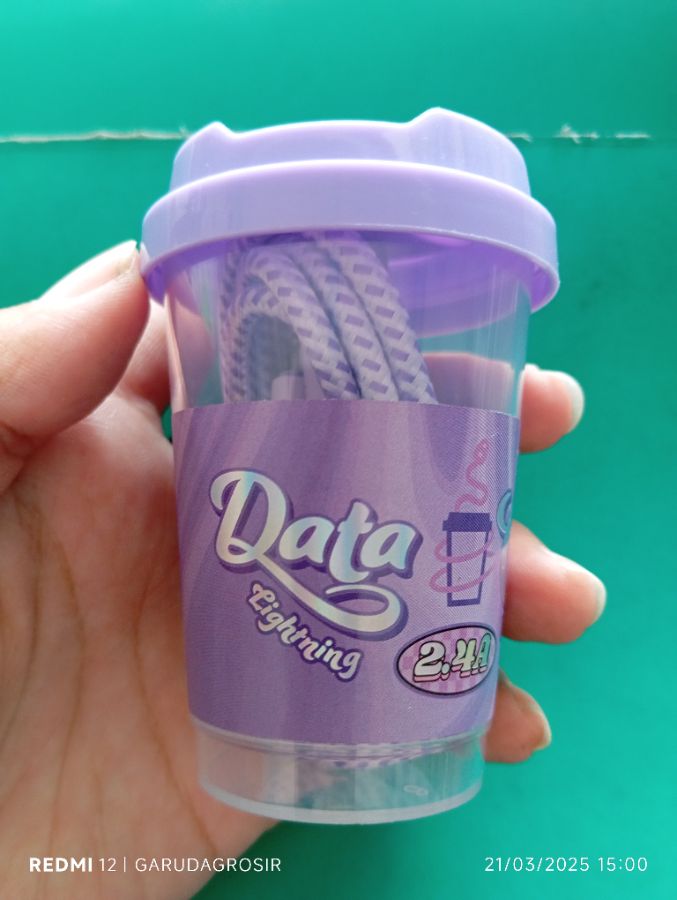 Data
Lightning
2.4A
REDMI 12 | GARUDAGROSIR
21/03/2025 15:00